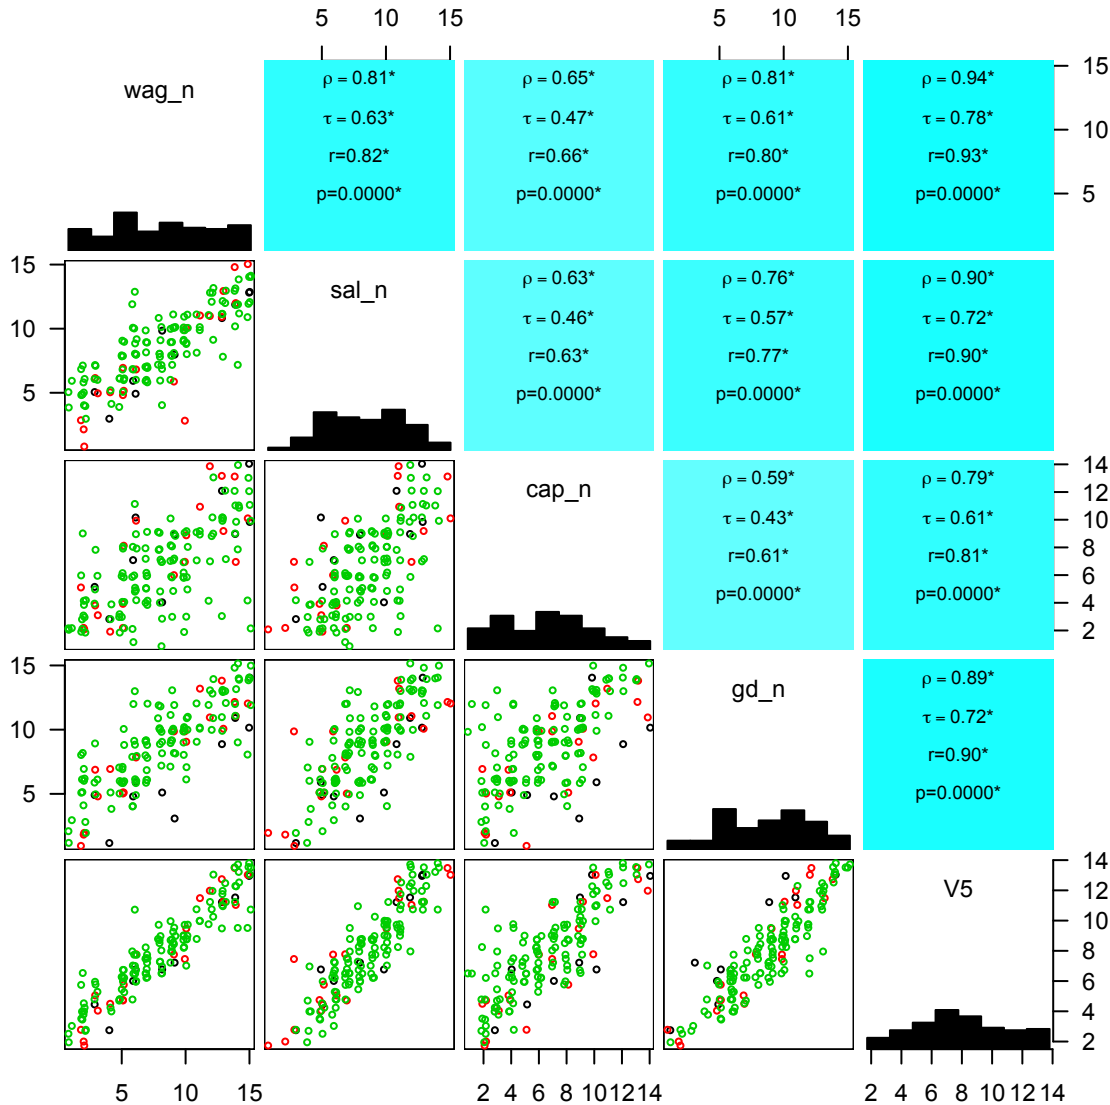 5 10 15 5 10 15
wag_n
ρ = 0.81*
τ = 0.63*
r=0.82*
p=0.0000*
ρ = 0.65*
τ = 0.47*
r=0.66*
p=0.0000*
ρ = 0.81*
τ = 0.61*
r=0.80*
p=0.0000*
ρ = 0.94*
τ = 0.78*
r=0.93*
p=0.0000*
15
10
5
15
10
5
sal_n
ρ = 0.63*
τ = 0.46*
r=0.63*
p=0.0000*
ρ = 0.76*
τ = 0.57*
r=0.77*
p=0.0000*
ρ = 0.90*
τ = 0.72*
r=0.90*
p=0.0000*
cap_n
ρ = 0.59*
τ = 0.43*
r=0.61*
p=0.0000*
ρ = 0.79*
τ = 0.61*
r=0.81*
p=0.0000*
14
12
10
8
6
4
2
15
10
5
gd_n
ρ = 0.89*
τ = 0.72*
r=0.90*
p=0.0000*
V5
14
12
10
8
6
4
2
5 10 15 2 4 6 8 10 12 14 2 4 6 8 10 12 14